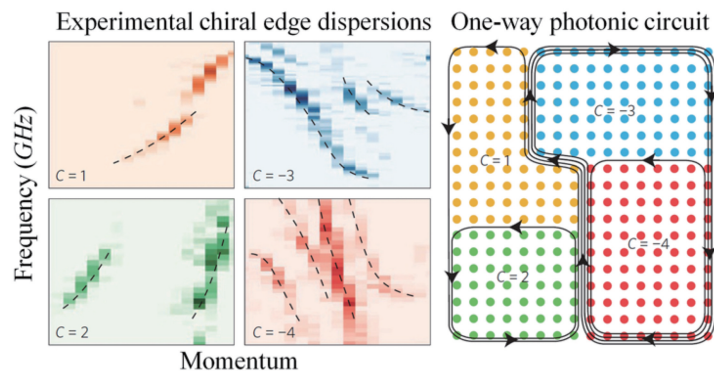 Experimental chiral edge dispersions
One-way photonic circuit
Frequency (GHz)
C = 1
C = −3
C = 2
C = −4
Momentum
C = −3
C = 1
C = −4
C = 2